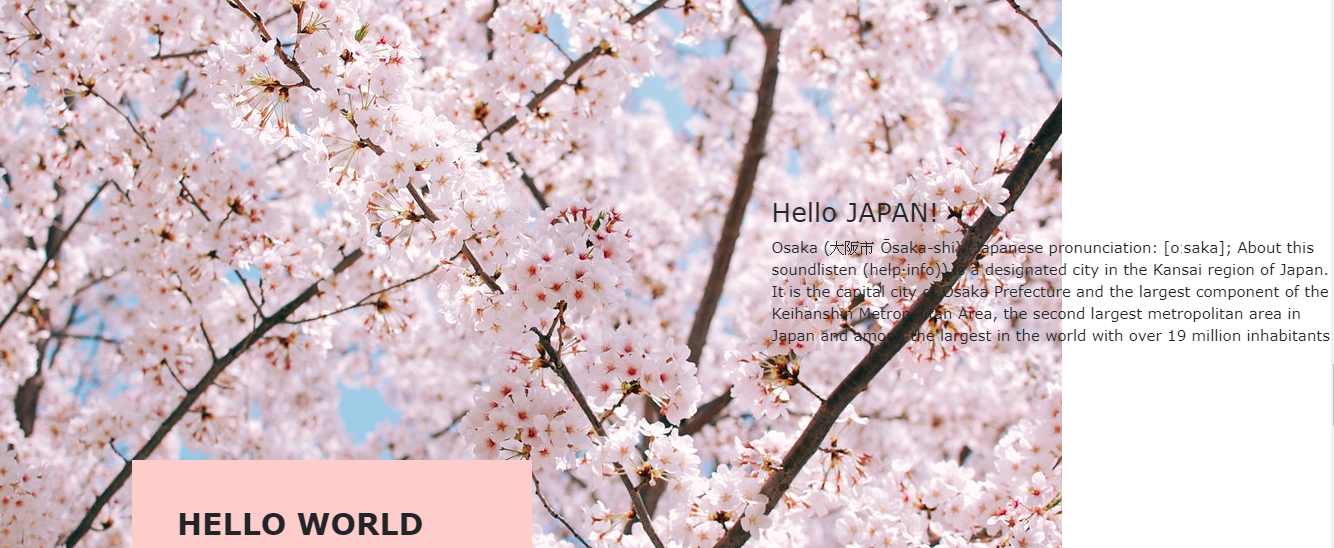 Hello JAPAN!
Osaka (大阪市 Ōsaka-shi) (Japanese pronunciation: [oːsaka]; About this
soundlisten (help·info)) is a designated city in the Kansai region of Japan.
It is the capital city of Osaka Prefecture and the largest component of the
Keihanshin Metropolitan Area, the second largest metropolitan area in
Japan and among the largest in the world with over 19 million inhabitants
HELLO WORLD